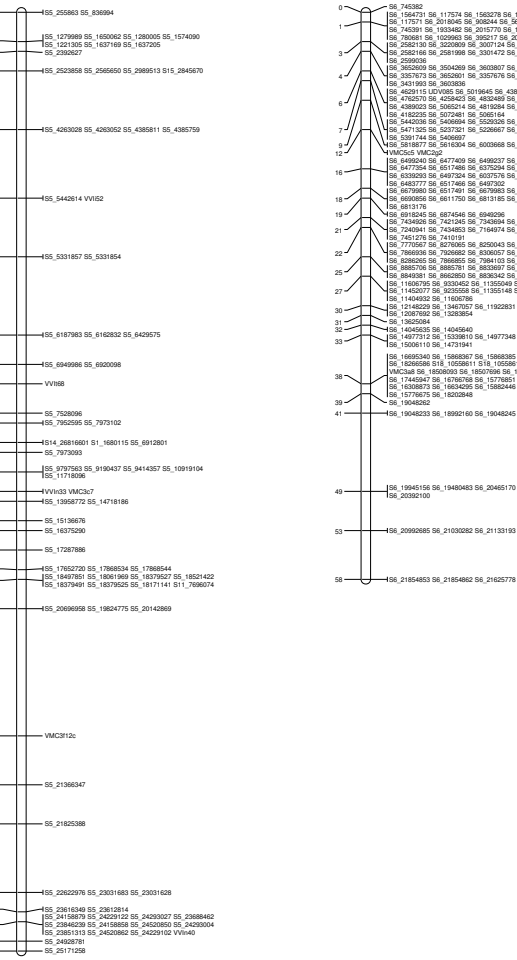 S5_255863 S5_836994
S5_1279989 S5_1650062 S5_1280005 S5_1574090
S5_1221305 S5_1637169 S5_1637205
S5_2392627
S5_2523858 S5_2565650 S5_2989513 S15_2845670
S5_4263028 S5_4263052 S5_4385811 S5_4385759
S5_5442614 VVIS2
S5_5331857 S5_5331854
S5_6187983 S5_6162832 S5_6429575
S5_6949986 S5_6920098
VVIt68
S5_7528096
S5_7952595 S5_7973102
S14_26816601 S1_1680115 S5_6912801
S5_7973093
S5_9797563 S5_9190437 S5_9414357 S5_10919104
S5_11718096
VVIn33 VMC3c7
S5_13958772 S5_14718186
S5_15136676
S5_16375290
S5_17287886
S5_17652720 S5_17868534 S5_17868544
S5_18497851 S5_18061969 S5_18379527 S5_18521422
S5_18379491 S5_18379525 S5_18171141 S11_7696074
S5_20696958 S5_19824775 S5_20142869
VMC3f12c
S5_21366347
S5_21825388
S5_22622976 S5_23031683 S5_23031628
S5_23616349 S5_23612814
S5_24158879 S5_24229122 S5_24293027 S5_23688462
S5_23846239 S5_24158858 S5_24520850 S5_24293004
S5_23851313 S5_24520862 S5_24229102 VVIn40
S5_24928781
S5_25171258
0 S6_745382
S6_1564731 S6_117574 S6_1563278
1 S6_117571 S6_2018045 S6_908244
S6_745391 S6_1933482 S6_2015770
S6_780681 S6_1029963 S6_395217
S6_2582130 S6_3220809 S6_3007124
3 S6_2582166 S6_2581998 S6_3301472
S6_2599036
S6_3652609 S6_3504269 S6_3603807
4 S6_3357673 S6_3652601 S6_3357676
S6_3431993 S6_3603836
S6_4629115 UDV085 S6_5019645
6 S6_4762570 S6_4258423 S6_4832489
S6_4389023 S6_5065214 S6_4819284
S6_4182235 S6_5072481 S6_5065164
S6_5442036 S6_5406694 S6_5529326
7 S6_5471325 S6_5237321 S6_5226667
S6_5391744 S6_5406697
9 S6_5818877 S6_5616304 S6_6003668
12 VMC5c5 VMC2g2
S6_6499240 S6_6477409 S6_6499237
16 S6_6477354 S6_6517486 S6_6375294
S6_6339293 S6_6497324 S6_6037576
S6_6483777 S6_6517466 S6_6497302
S6_6679980 S6_6517491 S6_6679983
18 S6_6690856 S6_6611750 S6_6813185
S6_6813176
19 S6_6918245 S6_6874546 S6_6949296
S6_7434926 S6_7421245 S6_7343694
21 S6_7240941 S6_7434853 S6_7164974
S6_7451276 S6_7410191
S6_7770567 S6_8276065 S6_8250043
22 S6_7866936 S6_7926682 S6_8306057
S6_8286265 S6_7866855 S6_7984103
25 S6_8885706 S6_8885781 S6_8833697
S6_8849381 S6_8662850 S6_8836342
S6_11606795 S6_9330452 S6_11355049
27 S6_11452077 S6_9235558 S6_11355148
S6_11404932 S6_11606786
30 S6_12148229 S6_13467057 S6_11922831
S6_12087692 S6_13283854
31 S6_13625084
32 S6_14045635 S6_14045640
33 S6_14977312 S6_15339810 S6_14977348
S6_15006110 S6_14731941
S6_16695340 S6_15868367 S6_15868385
S6_18266586 S18_10558611
VMC3a8 S6_18508093 S6_18507696
38 S6_17445947 S6_16766768 S6_15776851
S6_16308873 S6_16634295 S6_15882446
S6_15776675 S6_18202848
39 S6_19048262
41 S6_19048233 S6_18992160 S6_19048245
49 S6_19945156 S6_19480483 S6_20465170
S6_20392100
53 S6_20992685 S6_21030282 S6_21133193
58 S6_21854853 S6_21854862 S6_21625778